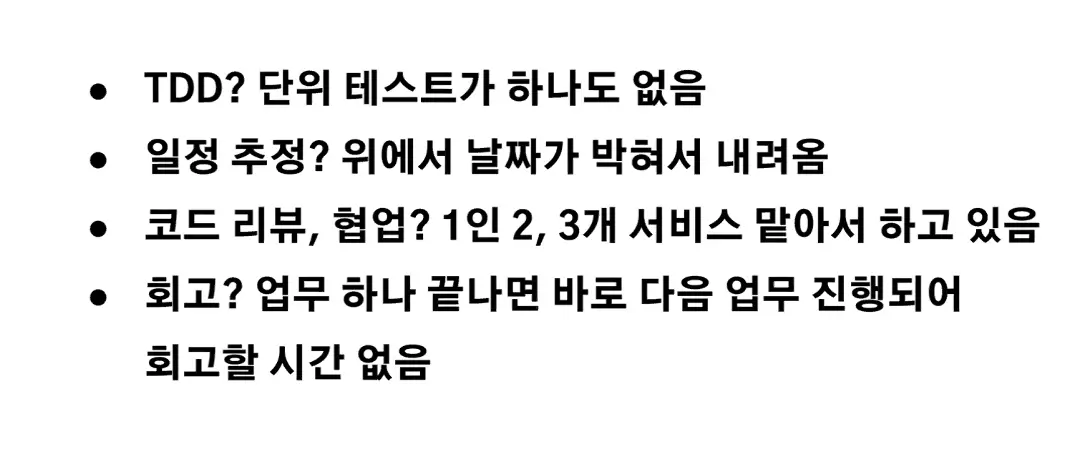 ● TDD? 단위 테스트가 하나도 없음
● 일정 추정? 위에서 날짜가 박혀서 내려옴
● 코드 리뷰, 협업? 1인 2, 3개 서비스 맡아서 하고 있음
● 회고? 업무 하나 끝나면 바로 다음 업무 진행되어
회고할 시간 없음